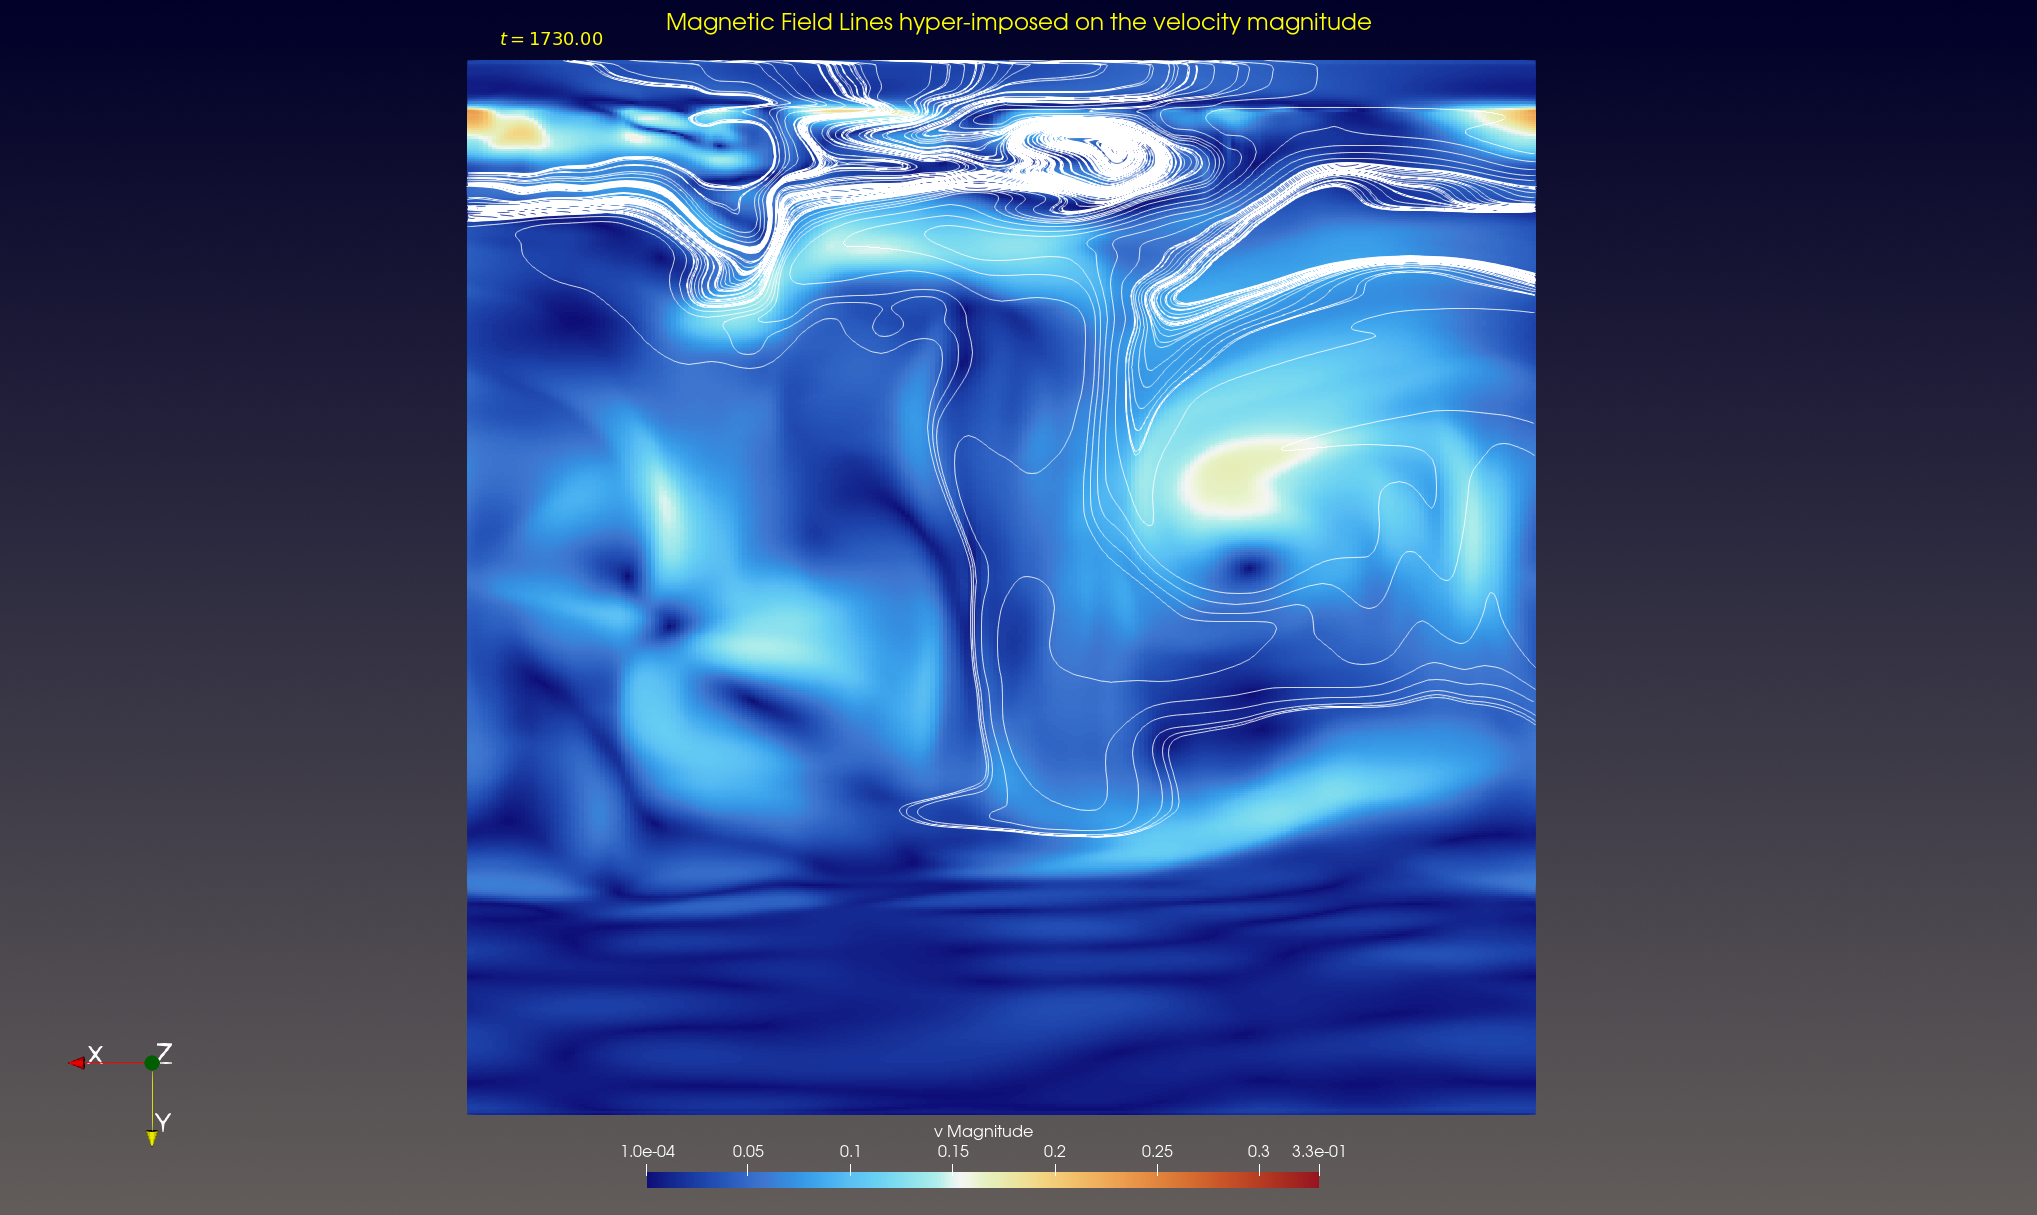 Magnetic Field Lines hyper-imposed on the velocity magnitude
t = 1730.00
X
Z
Y
v Magnitude
1.0e-04 0.05 0.1 0.15 0.2 0.25 0.3 3.3e-01